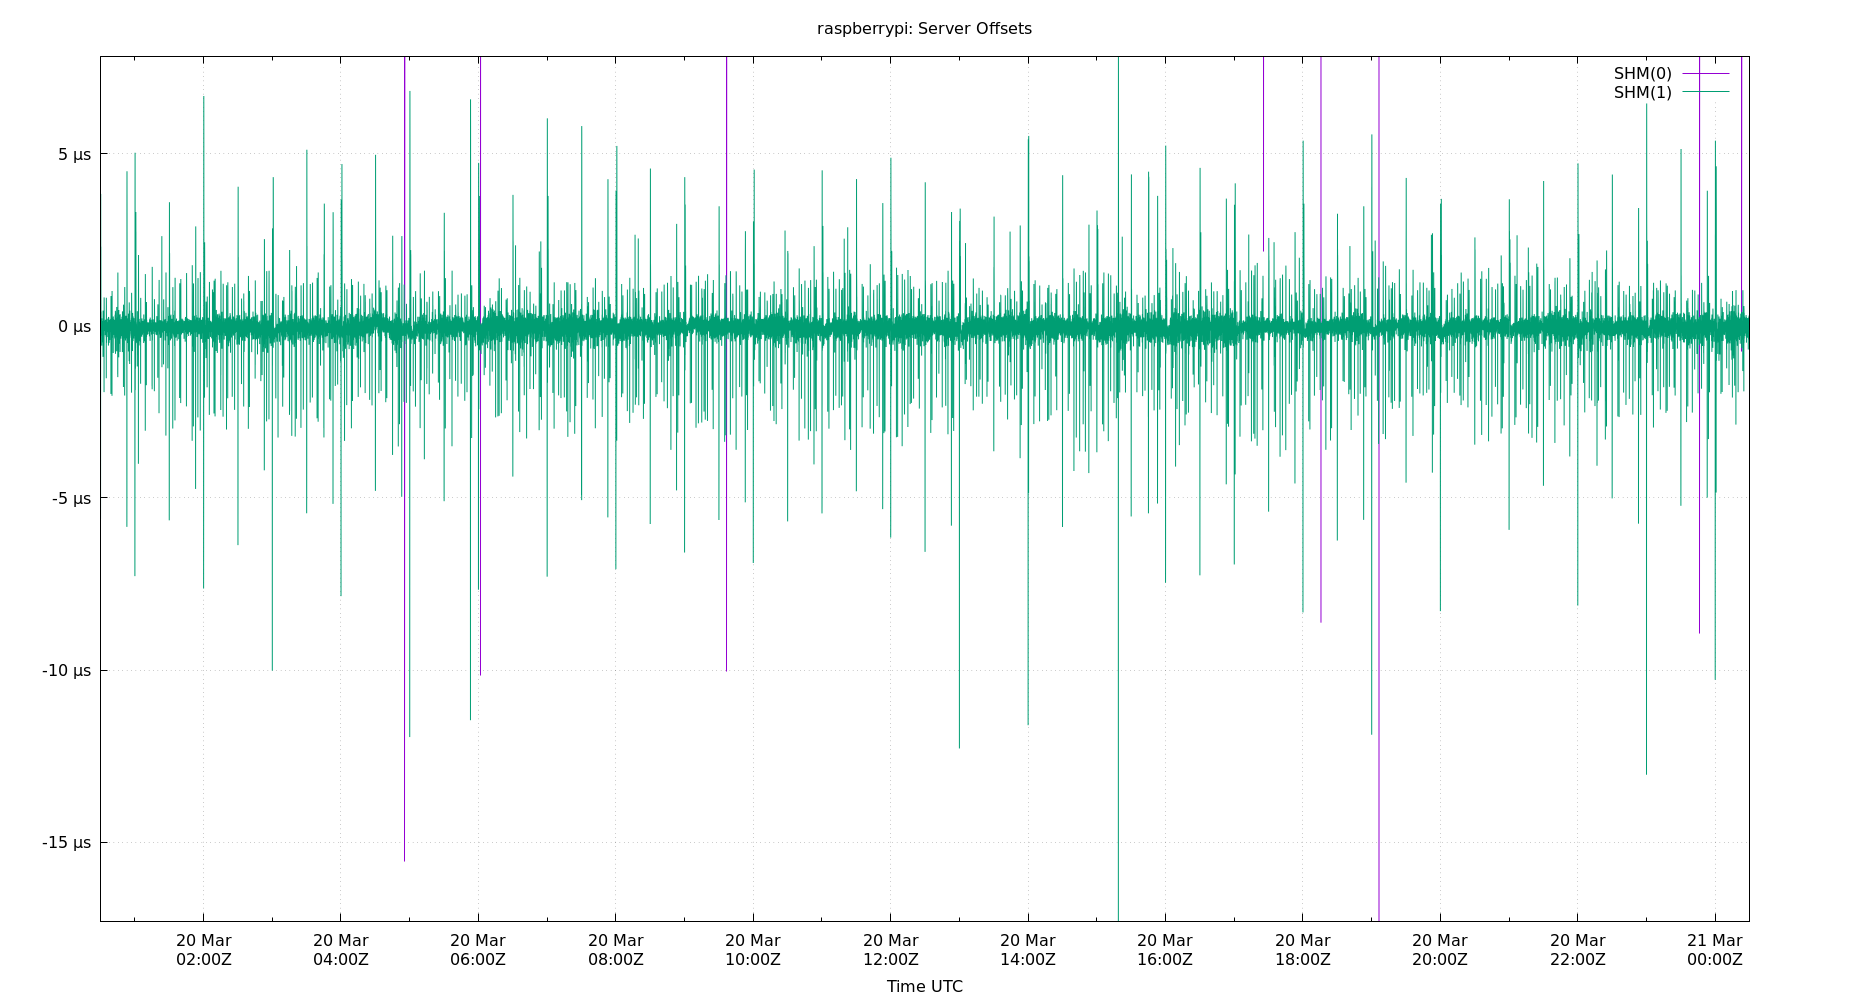 raspberrypi: Server Offsets
SHM(0)
SHM(1)
5 µs
0 µs
-5 µs
-10 µs
-15 µs
20 Mar 20 Mar 20 Mar 20 Mar 20 Mar 20 Mar 20 Mar 20 Mar 20 Mar 20 Mar 20 Mar 21 Mar
02:00Z 04:00Z 06:00Z 08:00Z 10:00Z 12:00Z 14:00Z 16:00Z 18:00Z 20:00Z 22:00Z 00:00Z
Time UTC